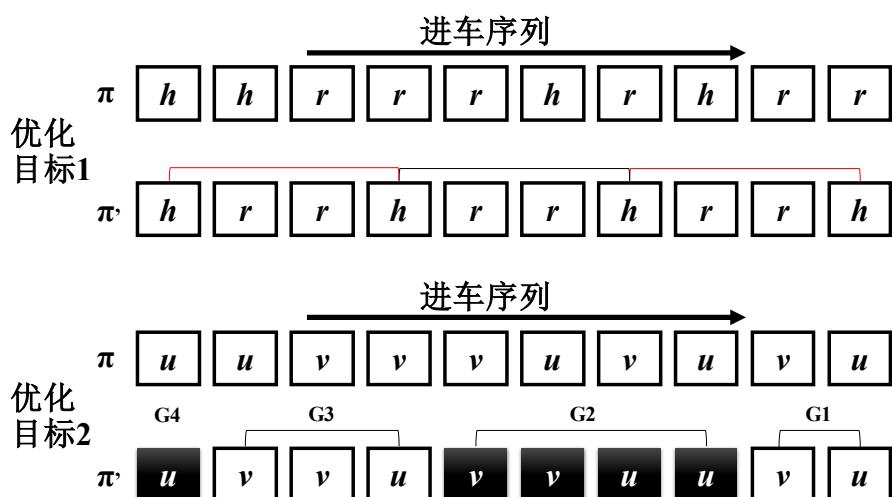 进车序列
π h h r r r h r h r r
优化
目标1
π’ h r r h r r h r r h
进车序列
π u u v v v u v u v u
优化
目标2
G4 G3 G2 G1
π’ u v v u v v u u v u